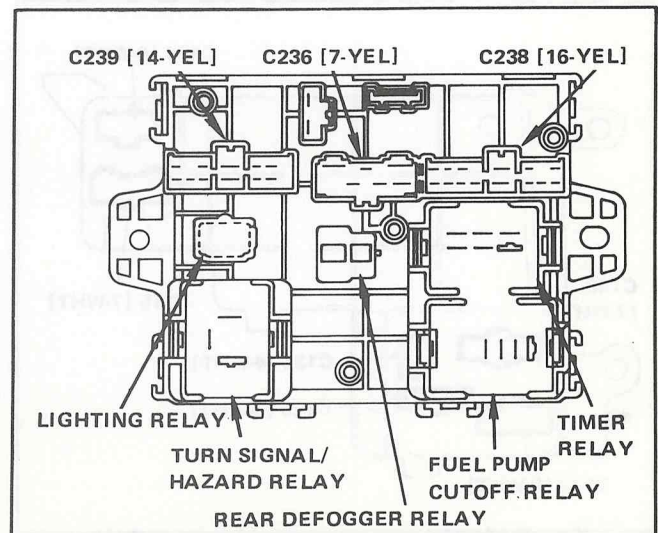 C239 [14-YEL] C236 [7-YEL] C238 [16-YEL]
LIGHTING RELAY
TURN SIGNAL/
HAZARD RELAY
REAR DEFOGGER RELAY
FUEL PUMP
CUTOFF RELAY
TIMER
RELAY